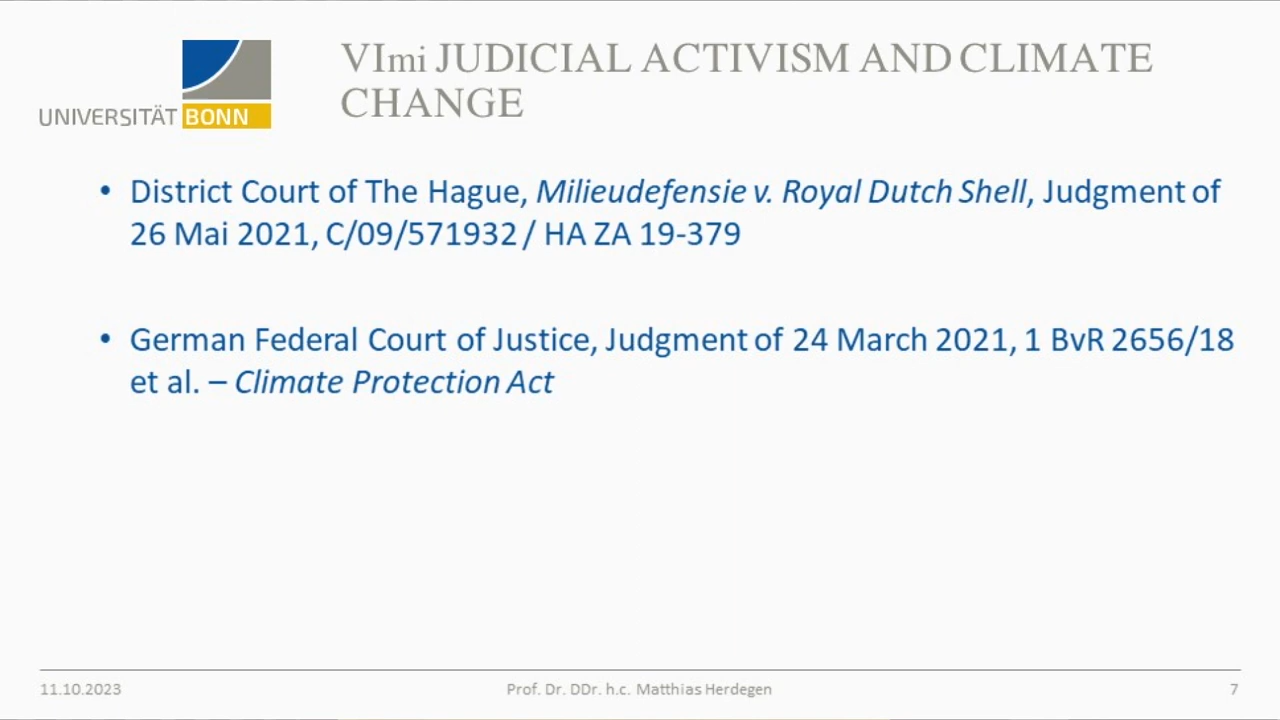 VImi JUDICIAL ACTIVISM AND CLIMATE
CHANGE
UNIVERSITÄT BONN
• District Court of The Hague, Milieudefensie v. Royal Dutch Shell, Judgment of
26 Mai 2021, C/09/571932 / HA ZA 19-379
• German Federal Court of Justice, Judgment of 24 March 2021, 1 BvR 2656/18
et al. – Climate Protection Act
11.10.2023
Prof. Dr. DDr. h.c. Matthias Herdegen
7